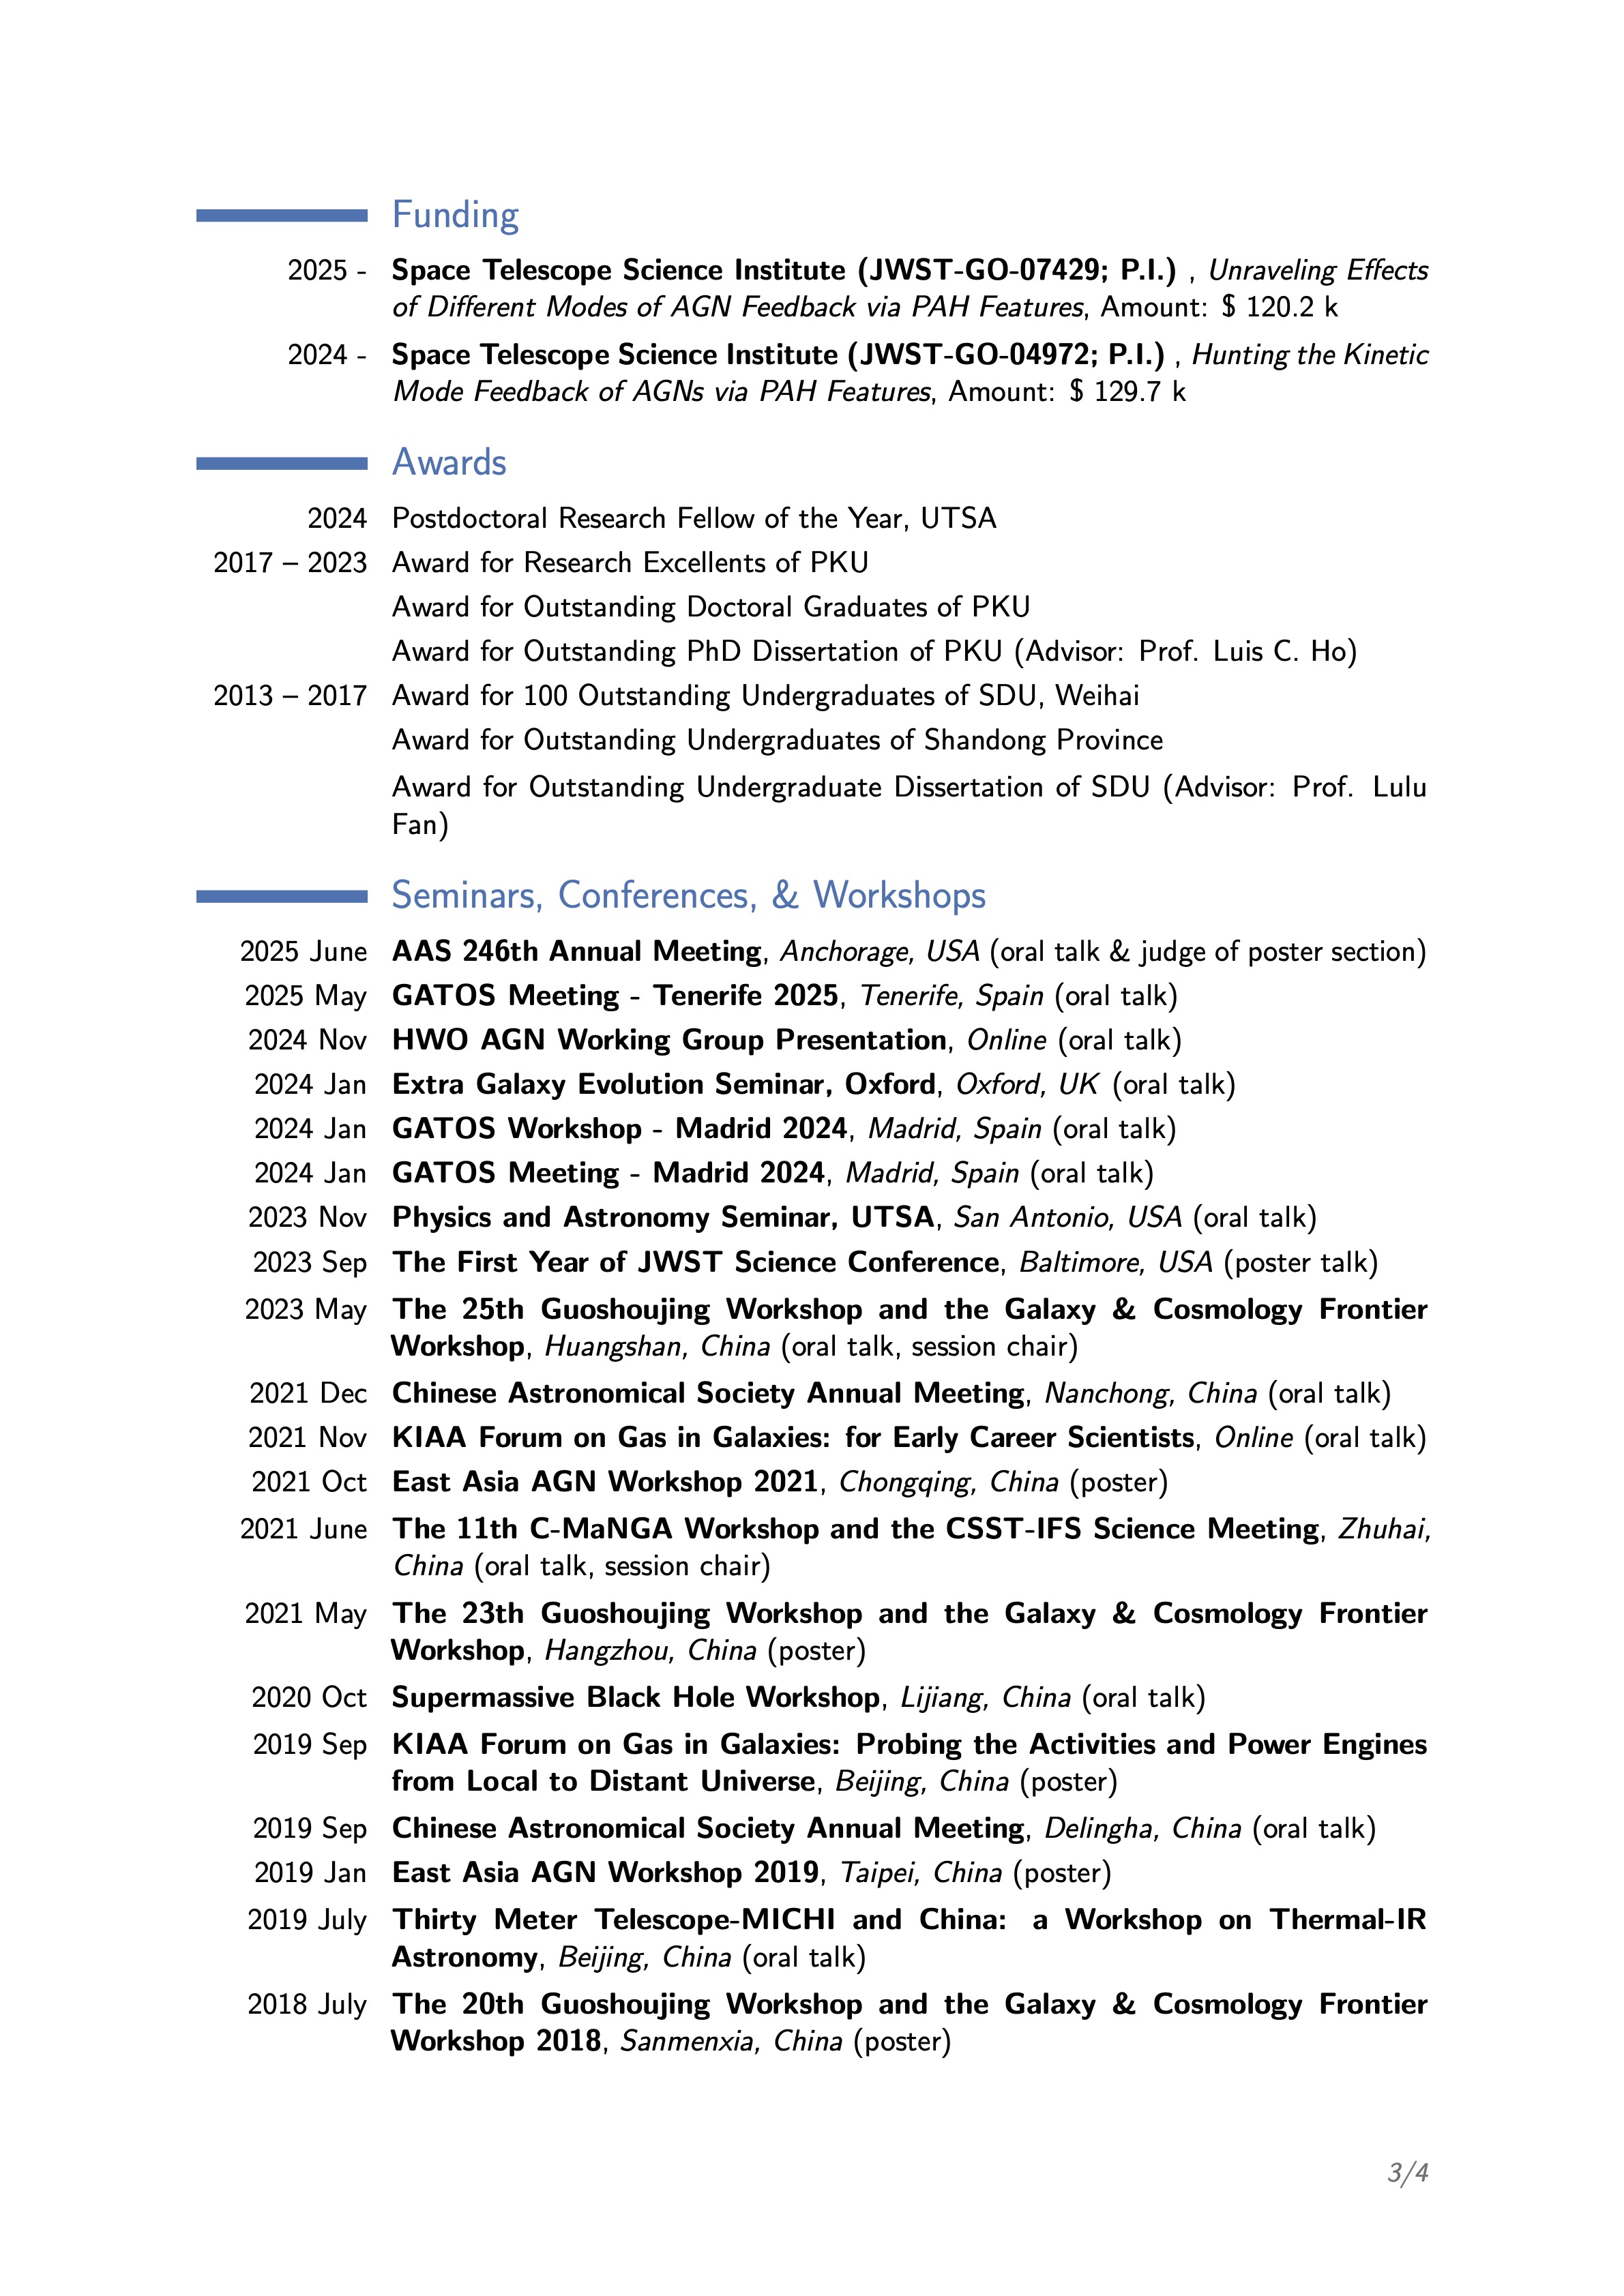 Funding
2025 - Space Telescope Science Institute (JWST-GO-07429; P.I.) , Unraveling Effects
of Different Modes of AGN Feedback via PAH Features, Amount: $ 120.2 k
2024 - Space Telescope Science Institute (JWST-GO-04972; P.I.) , Hunting the Kinetic
Mode Feedback of AGNs via PAH Features, Amount: $ 129.7 k
Awards
2024 Postdoctoral Research Fellow of the Year, UTSA
2017 – 2023 Award for Research Excellents of PKU
Award for Outstanding Doctoral Graduates of PKU
Award for Outstanding PhD Dissertation of PKU (Advisor: Prof. Luis C. Ho)
2013 – 2017 Award for 100 Outstanding Undergraduates of SDU, Weihai
Award for Outstanding Undergraduates of Shandong Province
Award for Outstanding Undergraduate Dissertation of SDU (Advisor: Prof. Lulu
Fan)
Seminars, Conferences, & Workshops
2025 June AAS 246th Annual Meeting, Anchorage, USA (oral talk & judge of poster section)
2025 May GATOS Meeting - Tenerife 2025, Tenerife, Spain (oral talk)
2024 Nov HWO AGN Working Group Presentation, Online (oral talk)
2024 Jan Extra Galaxy Evolution Seminar, Oxford, Oxford, UK (oral talk)
2024 Jan GATOS Workshop - Madrid 2024, Madrid, Spain (oral talk)
2024 Jan GATOS Meeting - Madrid 2024, Madrid, Spain (oral talk)
2023 Nov Physics and Astronomy Seminar, UTSA, San Antonio, USA (oral talk)
2023 Sep The First Year of JWST Science Conference, Baltimore, USA (poster talk)
2023 May The 25th Guoshoujing Workshop and the Galaxy & Cosmology Frontier
Workshop, Huangshan, China (oral talk, session chair)
2021 Dec Chinese Astronomical Society Annual Meeting, Nanchong, China (oral talk)
2021 Nov KIAA Forum on Gas in Galaxies: for Early Career Scientists, Online (oral talk)
2021 Oct East Asia AGN Workshop 2021, Chongqing, China (poster)
2021 June The 11th C-MaNGA Workshop and the CSST-IFS Science Meeting, Zhuhai,
China (oral talk, session chair)
2021 May The 23th Guoshoujing Workshop and the Galaxy & Cosmology Frontier
Workshop, Hangzhou, China (poster)
2020 Oct Supermassive Black Hole Workshop, Lijiang, China (oral talk)
2019 Sep KIAA Forum on Gas in Galaxies: Probing the Activities and Power Engines
from Local to Distant Universe, Beijing, China (poster)
2019 Sep Chinese Astronomical Society Annual Meeting, Delingha, China (oral talk)
2019 Jan East Asia AGN Workshop 2019, Taipei, China (poster)
2019 July Thirty Meter Telescope-MICHI and China: a Workshop on Thermal-IR
Astronomy, Beijing, China (oral talk)
2018 July The 20th Guoshoujing Workshop and the Galaxy & Cosmology Frontier
Workshop 2018, Sanmenxia, China (poster)
3/4